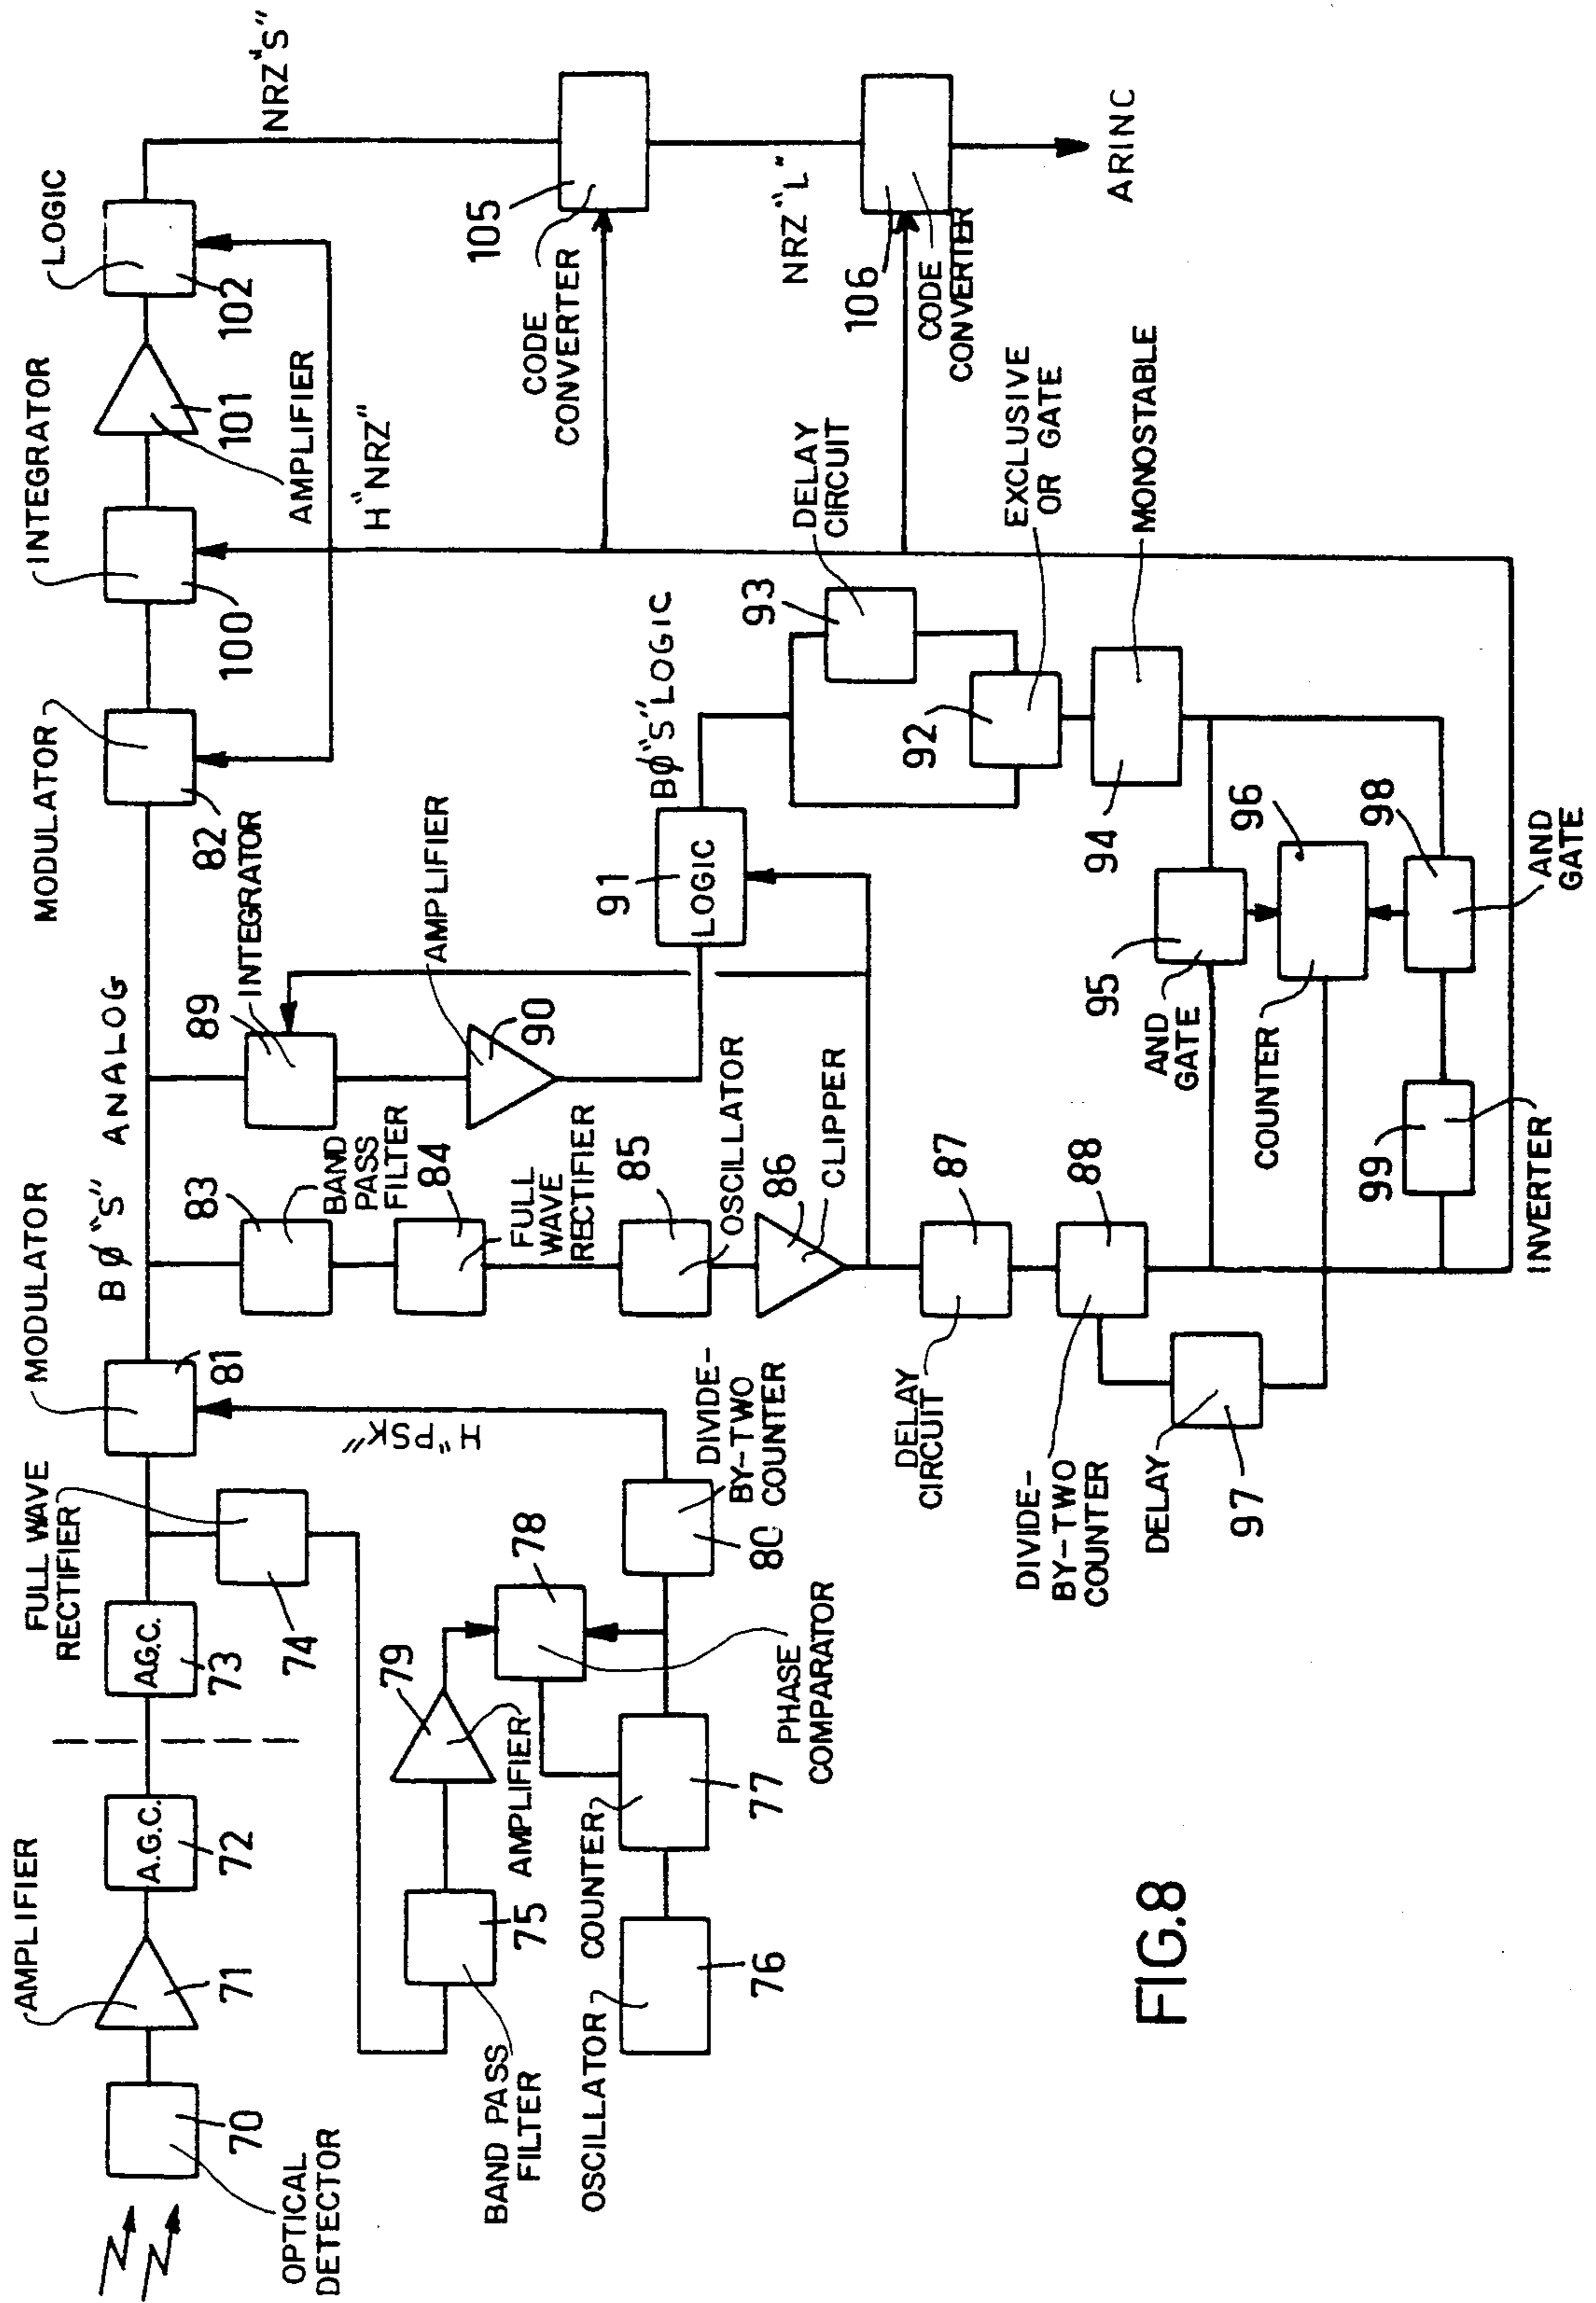 AMPLIFIER
71
70
OPTICAL
DETECTOR
A.G.C.
72
A.G.C.
73
FULL WAVE
RECTIFIER
74
MODULATOR
81
H"PSK"
BAND PASS
FILTER
75
79
AMPLIFIER
78
PHASE
COMPARATOR
OSCILLATOR
76
COUNTER
77
DIVIDE-
BY-TWO
COUNTER
80
BØ "S" ANALOG
83
BAND
PASS
FILTER
84
FULL
WAVE
RECTIFIER
85
OSCILLATOR
86
CLIPPER
87
DELAY
CIRCUIT
88
DIVIDE-
BY-TWO
COUNTER
DELAY
97
89
INTEGRATOR
AMPLIFIER
90
91
LOGIC
BØ"S"LOGIC
93
DELAY
CIRCUIT
92
EXCLUSIVE
OR GATE
94
MONOSTABLE
95
AND
GATE
96
COUNTER
98
AND
GATE
99
INVERTER
MODULATOR
82
INTEGRATOR
100
101
AMPLIFIER
LOGIC
102
H"NRZ"
NRZ"S"
105
CODE
CONVERTER
NRZ"L"
106
CODE
CONVERTER
ARINC
FIG.8